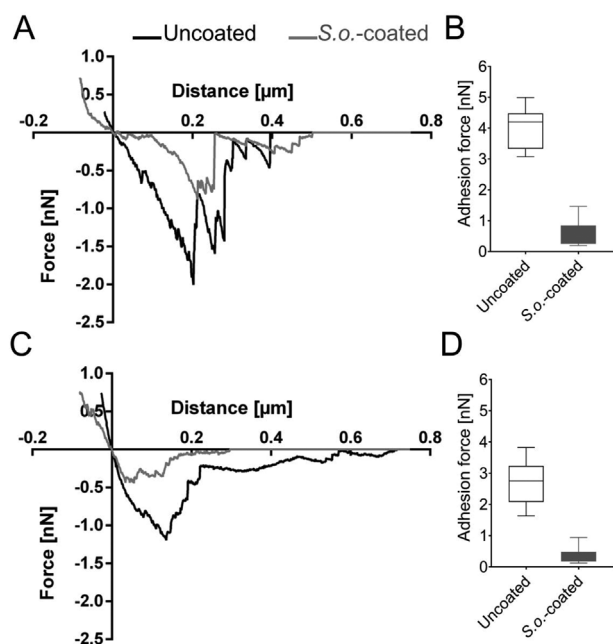 A
Uncoated
S.o.-coated
B
1.0
0.5
Distance [µm]
-0.2
0.2
0.4
0.6
0.8
-0.5
-1.0
-1.5
-2.0
-2.5
Force [nN]
6
5
4
3
2
1
0
Adhesion force [nN]
Uncoated
S.o.-coated
C
D
1.0
0.5
Distance [µm]
-0.2
0.2
0.4
0.6
0.8
-0.5
-1.0
-1.5
-2.0
-2.5
Force [nN]
6
5
4
3
2
1
0
Adhesion force [nN]
Uncoated
S.o.-coated